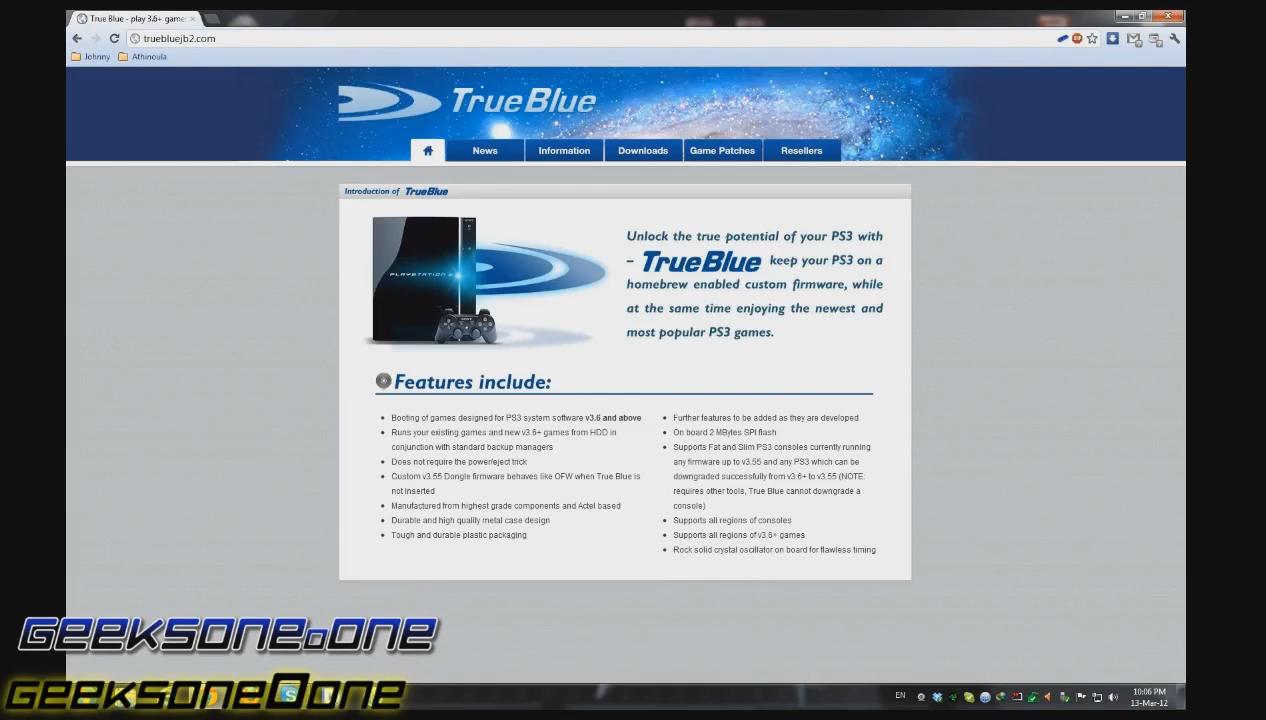 True Blue - play 3.6+ game
truebluejb2.com
Johnny
Athinoula
True Blue
News
Information
Downloads
Game Patches
Resellers
Introduction of True Blue
PLAYSTATION 3
Unlock the true potential of your PS3 with
– True Blue keep your PS3 on a
homebrew enabled custom firmware, while
at the same time enjoying the newest and
most popular PS3 games.
Features include:
Booting of games designed for PS3 system software v3.6 and above
Runs your existing games and new v3.6+ games from HDD in
conjunction with standard backup managers
Does not require the power/eject trick
Custom v3.55 Dongle firmware behaves like OFW when True Blue is
not inserted
Manufactured from highest grade components and Actel based
Durable and high quality metal case design
Tough and durable plastic packaging
Further features to be added as they are developed
On board 2 MBytes SPI flash
Supports Fat and Slim PS3 consoles currently running
any firmware up to v3.55 and any PS3 which can be
downgraded successfully from v3.6+ to v3.55 (NOTE:
requires other tools, True Blue cannot downgrade a
console)
Supports all regions of consoles
Supports all regions of v3.6+ games
Rock solid crystal oscillator on board for flawless timing
Geeksone.one
Geeksone0one
EN
10:06 PM
13-Mar-12